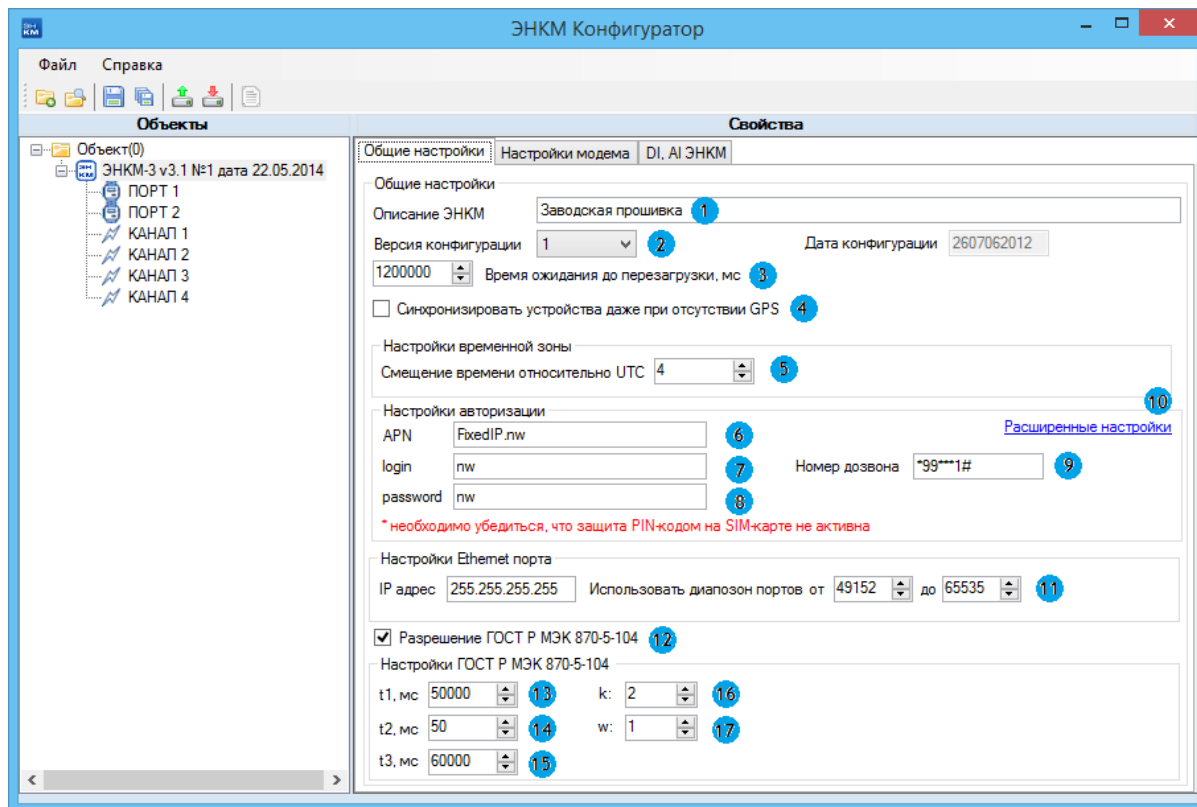 ЭН КМ
ЭНКМ Конфигуратор
Файл Справка
Объекты
Свойства
Объект(0)
ЭНКМ-3 v3.1 №1 дата 22.05.2014
ПОРТ 1
ПОРТ 2
КАНАЛ 1
КАНАЛ 2
КАНАЛ 3
КАНАЛ 4
Общие настройки Настройки модема DI, AI ЭНКМ
Общие настройки
Описание ЭНКМ Заводская прошивка 1
Версия конфигурации 1 2 Дата конфигурации 2607062012
1200000 Время ожидания до перезагрузки, мс 3
Синхронизировать устройства даже при отсутствии GPS 4
Настройки временной зоны
Смещение времени относительно UTC 4 5
10
Настройки авторизации
Расширенные настройки
APN FixedIP.nw 6
login nw 7 Номер дозвона *99***1# 9
password nw 8
* необходимо убедиться, что защита PIN-кодом на SIM-карте не активна
Настройки Ethernet порта
IP адрес 255.255.255.255 Использовать диапозон портов от 49152 до 65535 11
Разрешение ГОСТ Р МЭК 870-5-104 12
Настройки ГОСТ Р МЭК 870-5-104
t1, мс 50000 13 k: 2 16
t2, мс 50 14 w: 1 17
t3, мс 60000 15